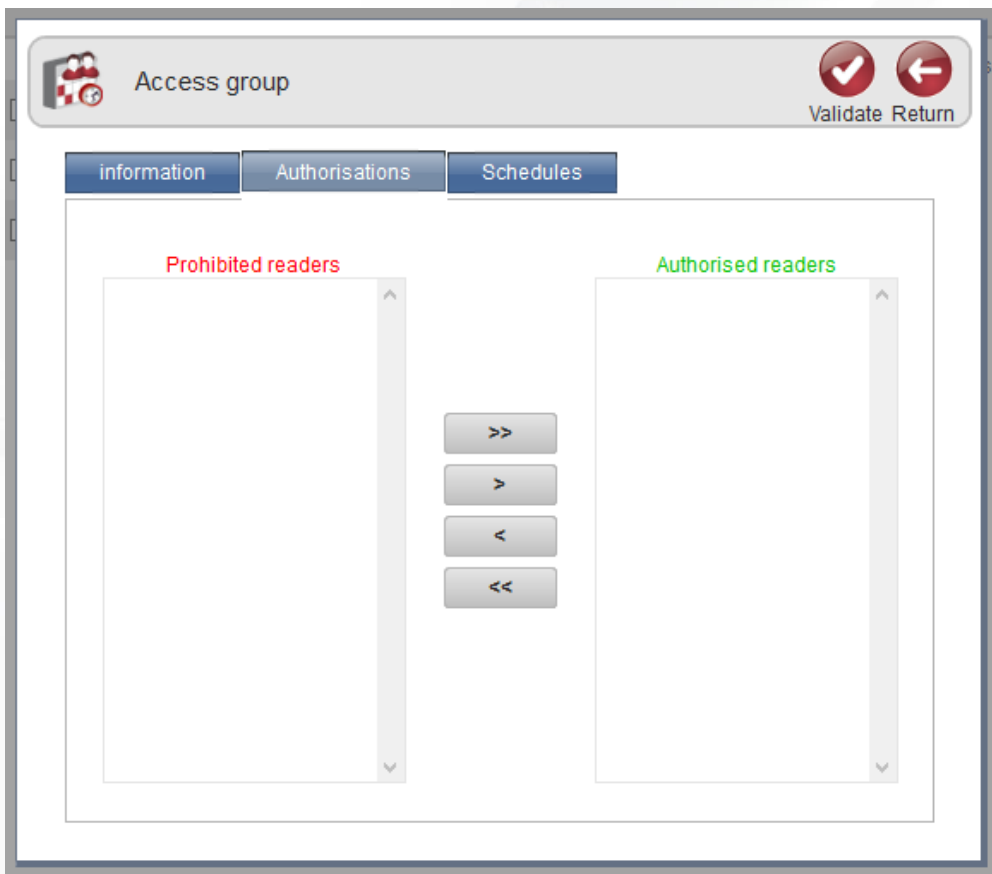 Access group
Validate Return
information Authorisations Schedules
Prohibited readers Authorised readers
>>
>
<
<<